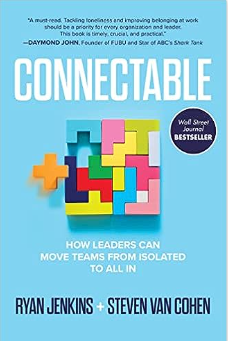 "A must-read. Tackling loneliness and improving belonging at work
should be a priority for every organization and leader.
This book is timely, crucial, and practical."
—DAYMOND JOHN, Founder of FUBU and Star of ABC's Shark Tank
CONNECTABLE
Wall Street
Journal
BESTSELLER
HOW LEADERS CAN
MOVE TEAMS FROM ISOLATED
TO ALL IN
RYAN JENKINS + STEVEN VAN COHEN